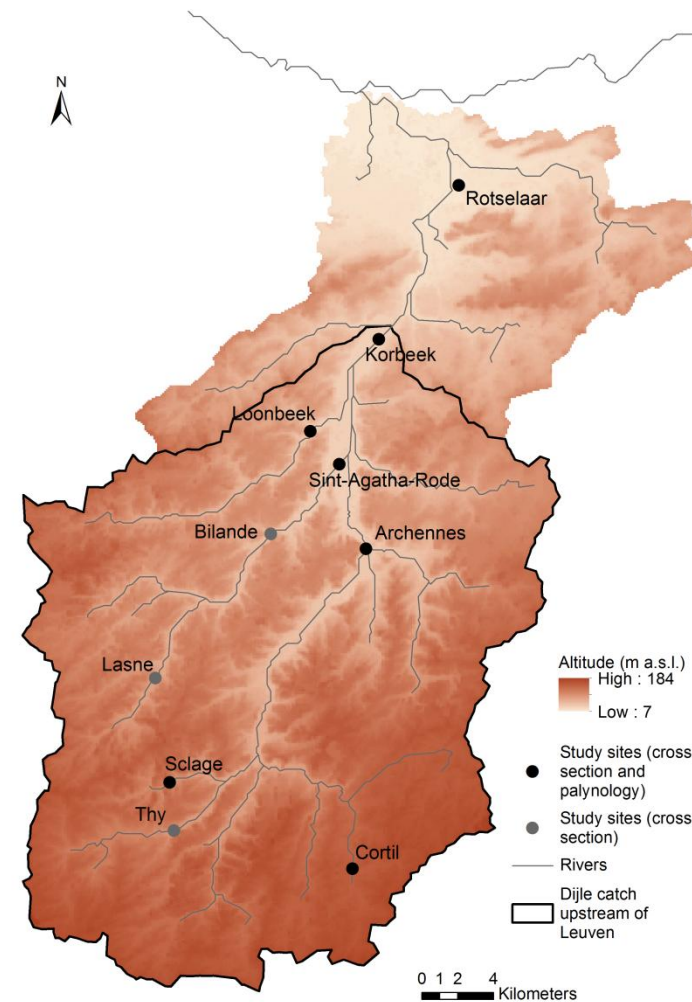 N
Rotselaar
Korbeek
Loonbeek
Sint-Agatha-Rode
Bilande
Archennes
Lasne
Sclage
Thy
Cortil
Altitude (m a.s.l.)
High : 184
Low : 7
Study sites (cross
section and
palynology)
Study sites (cross
section)
Rivers
Dijle catch
upstream of
Leuven
0 1 2 4
Kilometers